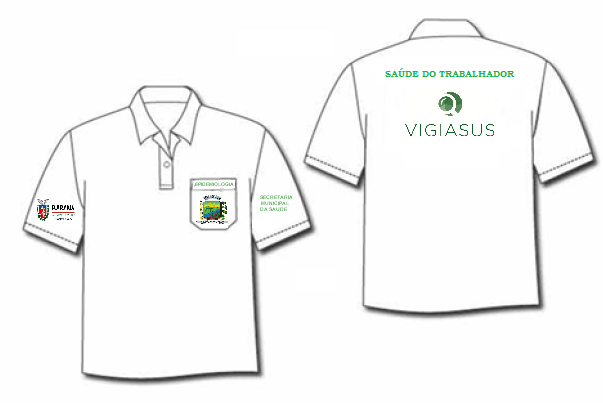 SAÚDE DO TRABALHADOR
VIGIASUS
EPIDEMIOLOGIA
PARANÁ
SECRETARIA
MUNICIPAL
DA SAÚDE